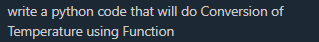 write a python code that will do Conversion of
Temperature using Function